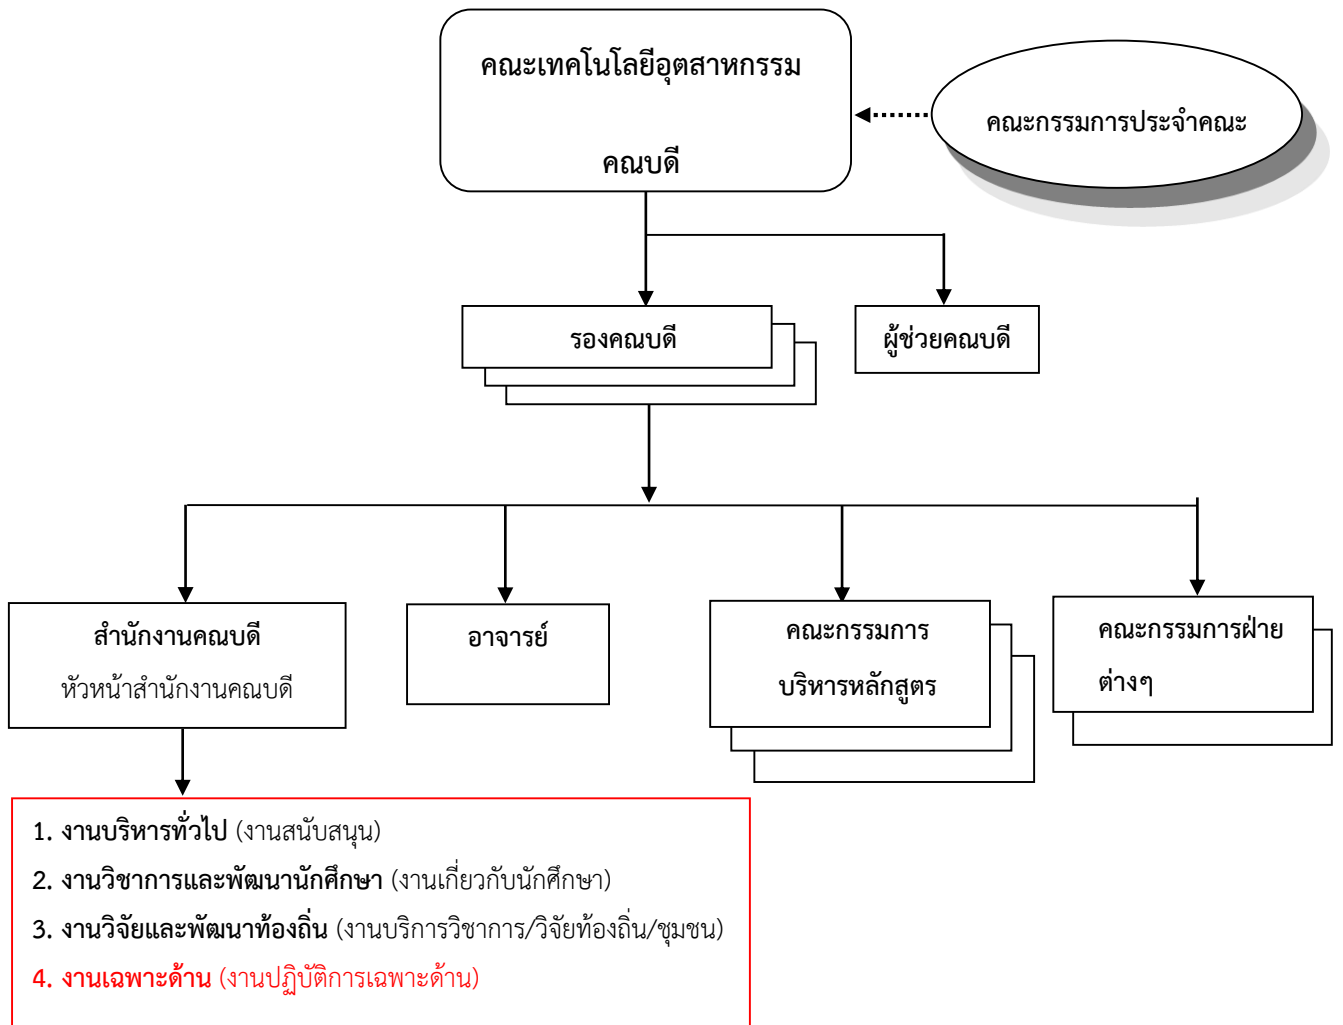 คณะเทคโนโลยีอุตสาหกรรม
คณบดี
คณะกรรมการประจำคณะ
รองคณบดี
ผู้ช่วยคณบดี
สำนักงานคณบดี
หัวหน้าสำนักงานคณบดี
อาจารย์
คณะกรรมการ
บริหารหลักสูตร
คณะกรรมการฝ่าย
ต่างๆ
1. งานบริหารทั่วไป (งานสนับสนุน)
2. งานวิชาการและพัฒนานักศึกษา (งานเกี่ยวกับนักศึกษา)
3. งานวิจัยและพัฒนาท้องถิ่น (งานบริการวิชาการ/วิจัยท้องถิ่น/ชุมชน)
4. งานเฉพาะด้าน (งานปฏิบัติการเฉพาะด้าน)